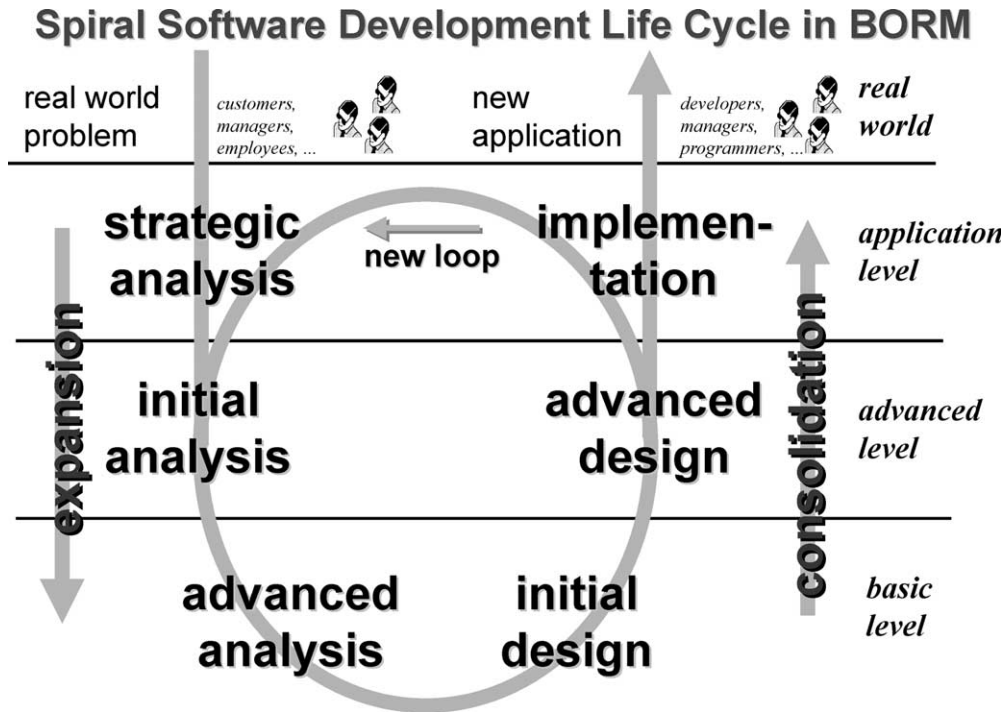 Spiral Software Development Life Cycle in BORM
real world
problem
customers,
managers,
employees, ...
new
application
developers,
managers,
programmers, ...
real
world
strategic
analysis
new loop
implemen-
tation
application
level
expansion
initial
analysis
advanced
design
consolidation
advanced
level
advanced
analysis
initial
design
basic
level